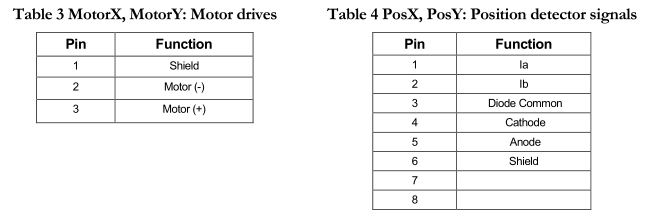 Table 3 MotorX, MotorY: Motor drives
Pin Function
1 Shield
2 Motor (-)
3 Motor (+)
Table 4 PosX, PosY: Position detector signals
Pin Function
1 Ia
2 Ib
3 Diode Common
4 Cathode
5 Anode
6 Shield
7
8